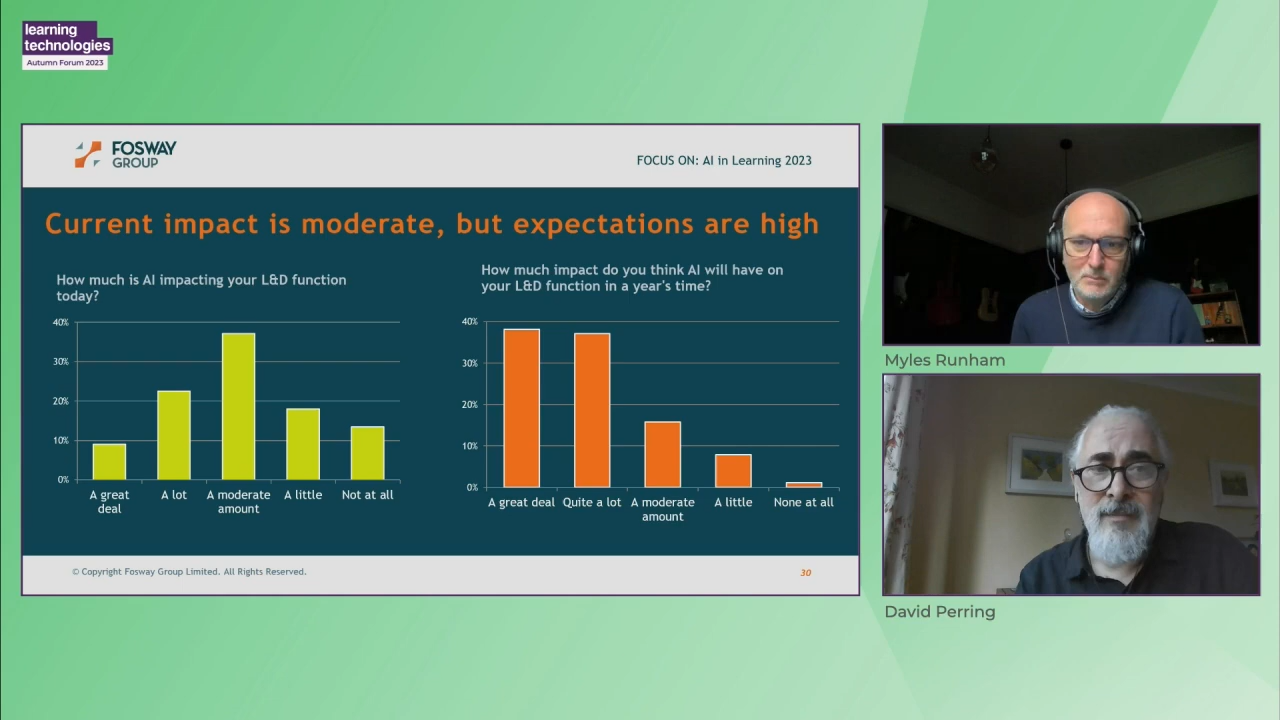 learning
technologies
Autumn Forum 2023
FOSWAY
GROUP
FOCUS ON: AI in Learning 2023
Current impact is moderate, but expectations are high
How much is AI impacting your L&D function
today?
40%
30%
20%
10%
0%
A great
deal
A lot
A moderate
amount
A little
Not at all
How much impact do you think AI will have on
your L&D function in a year's time?
40%
30%
20%
10%
0%
A great deal
Quite a lot
A moderate
amount
A little
None at all
© Copyright Fosway Group Limited. All Rights Reserved.
30
Myles Runham
David Perring